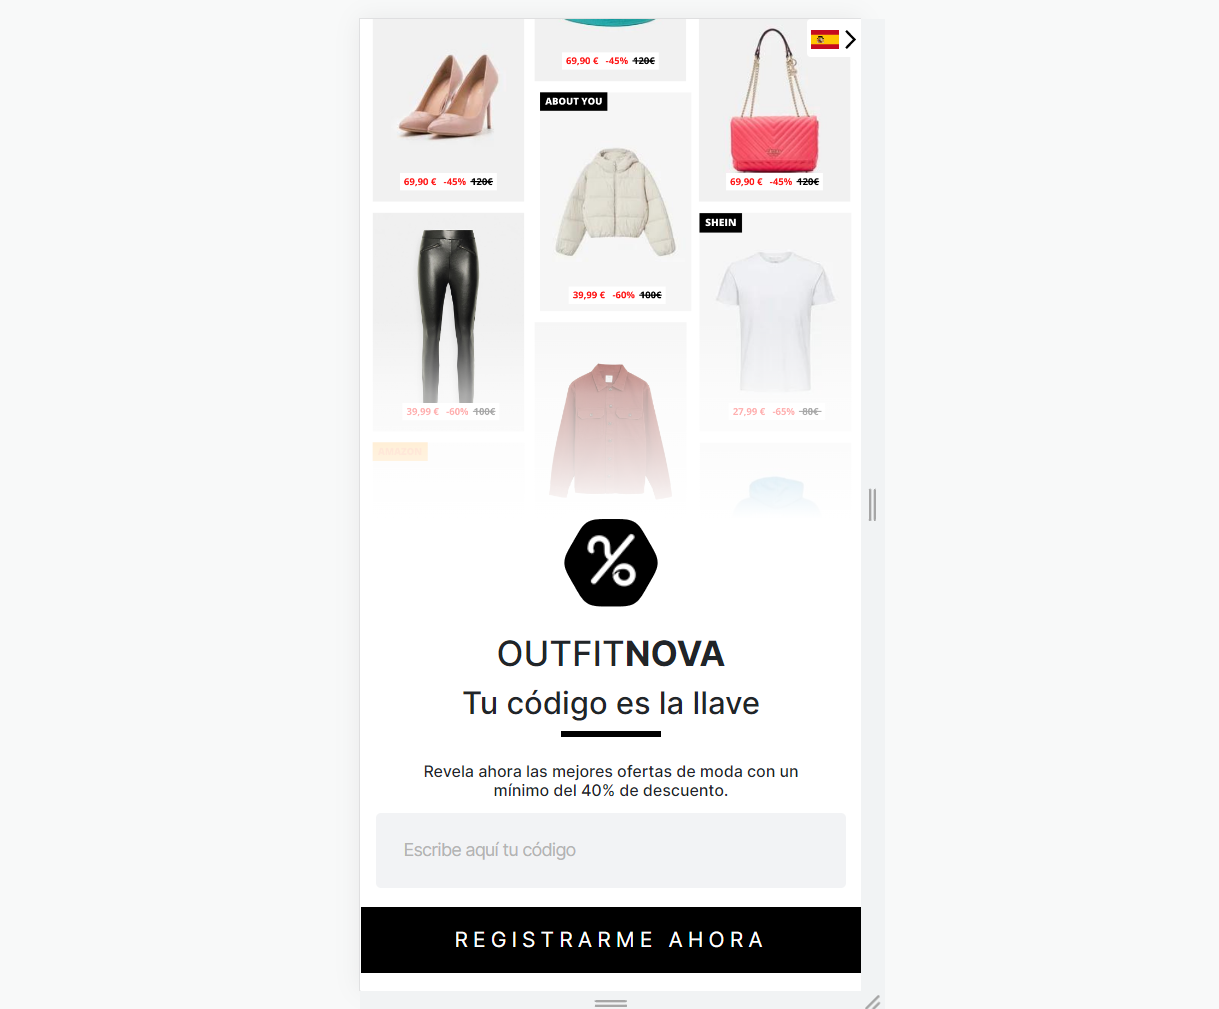 69,90 € -45% 120€
ABOUT YOU
69,90 € -45% 120€
69,90 € -45% 120€
SHEIN
39,99 € -60% 100€
39,99 € -60% 100€
27,99 € -65% 80€
AMAZON
OUTFITNOVA
Tu código es la llave
Revela ahora las mejores ofertas de moda con un
mínimo del 40% de descuento.
Escribe aquí tu código
REGISTRARME AHORA